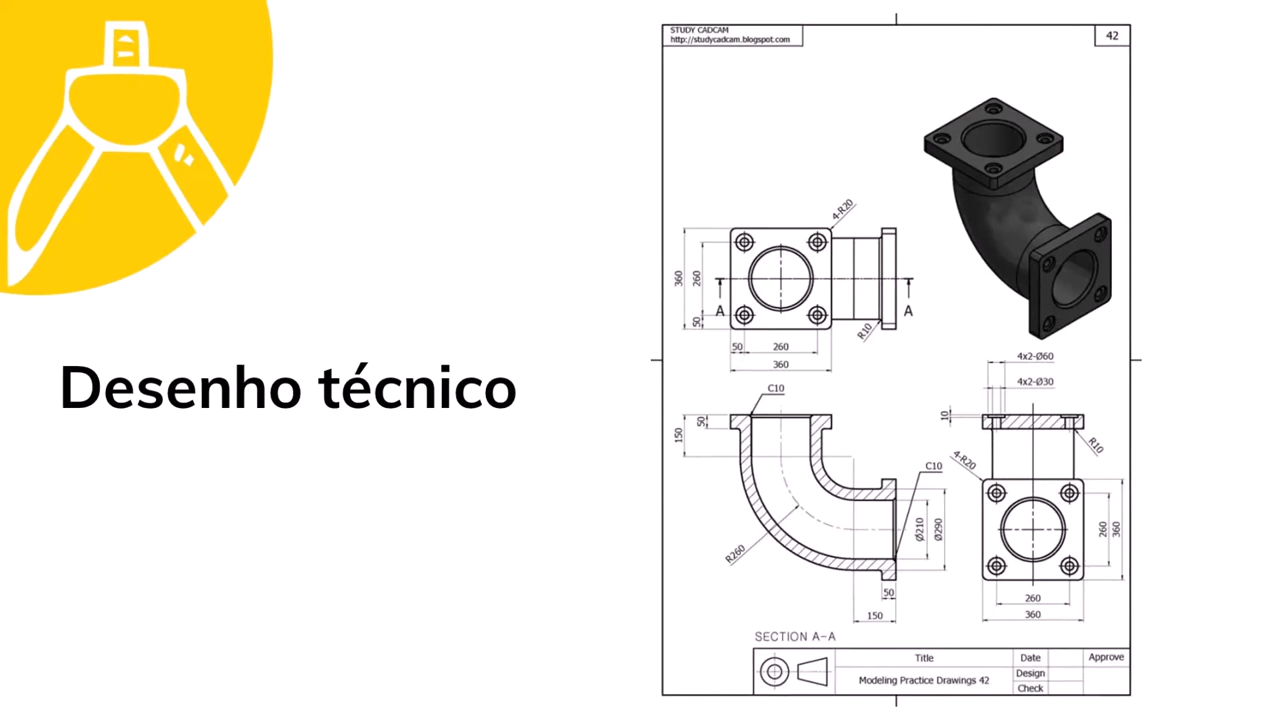 Desenho técnico
STUDY CADCAM
http://studycadcam.blogspot.com
42
4-R20
360
260
50
A
A
R10
50
260
360
C10
150
50
C10
R260
Ø210
Ø290
50
150
4x2-Ø60
4x2-Ø30
10
R10
4-R20
260
360
260
360
SECTION A-A
Title
Date
Approve
Modeling Practice Drawings 42
Design
Check